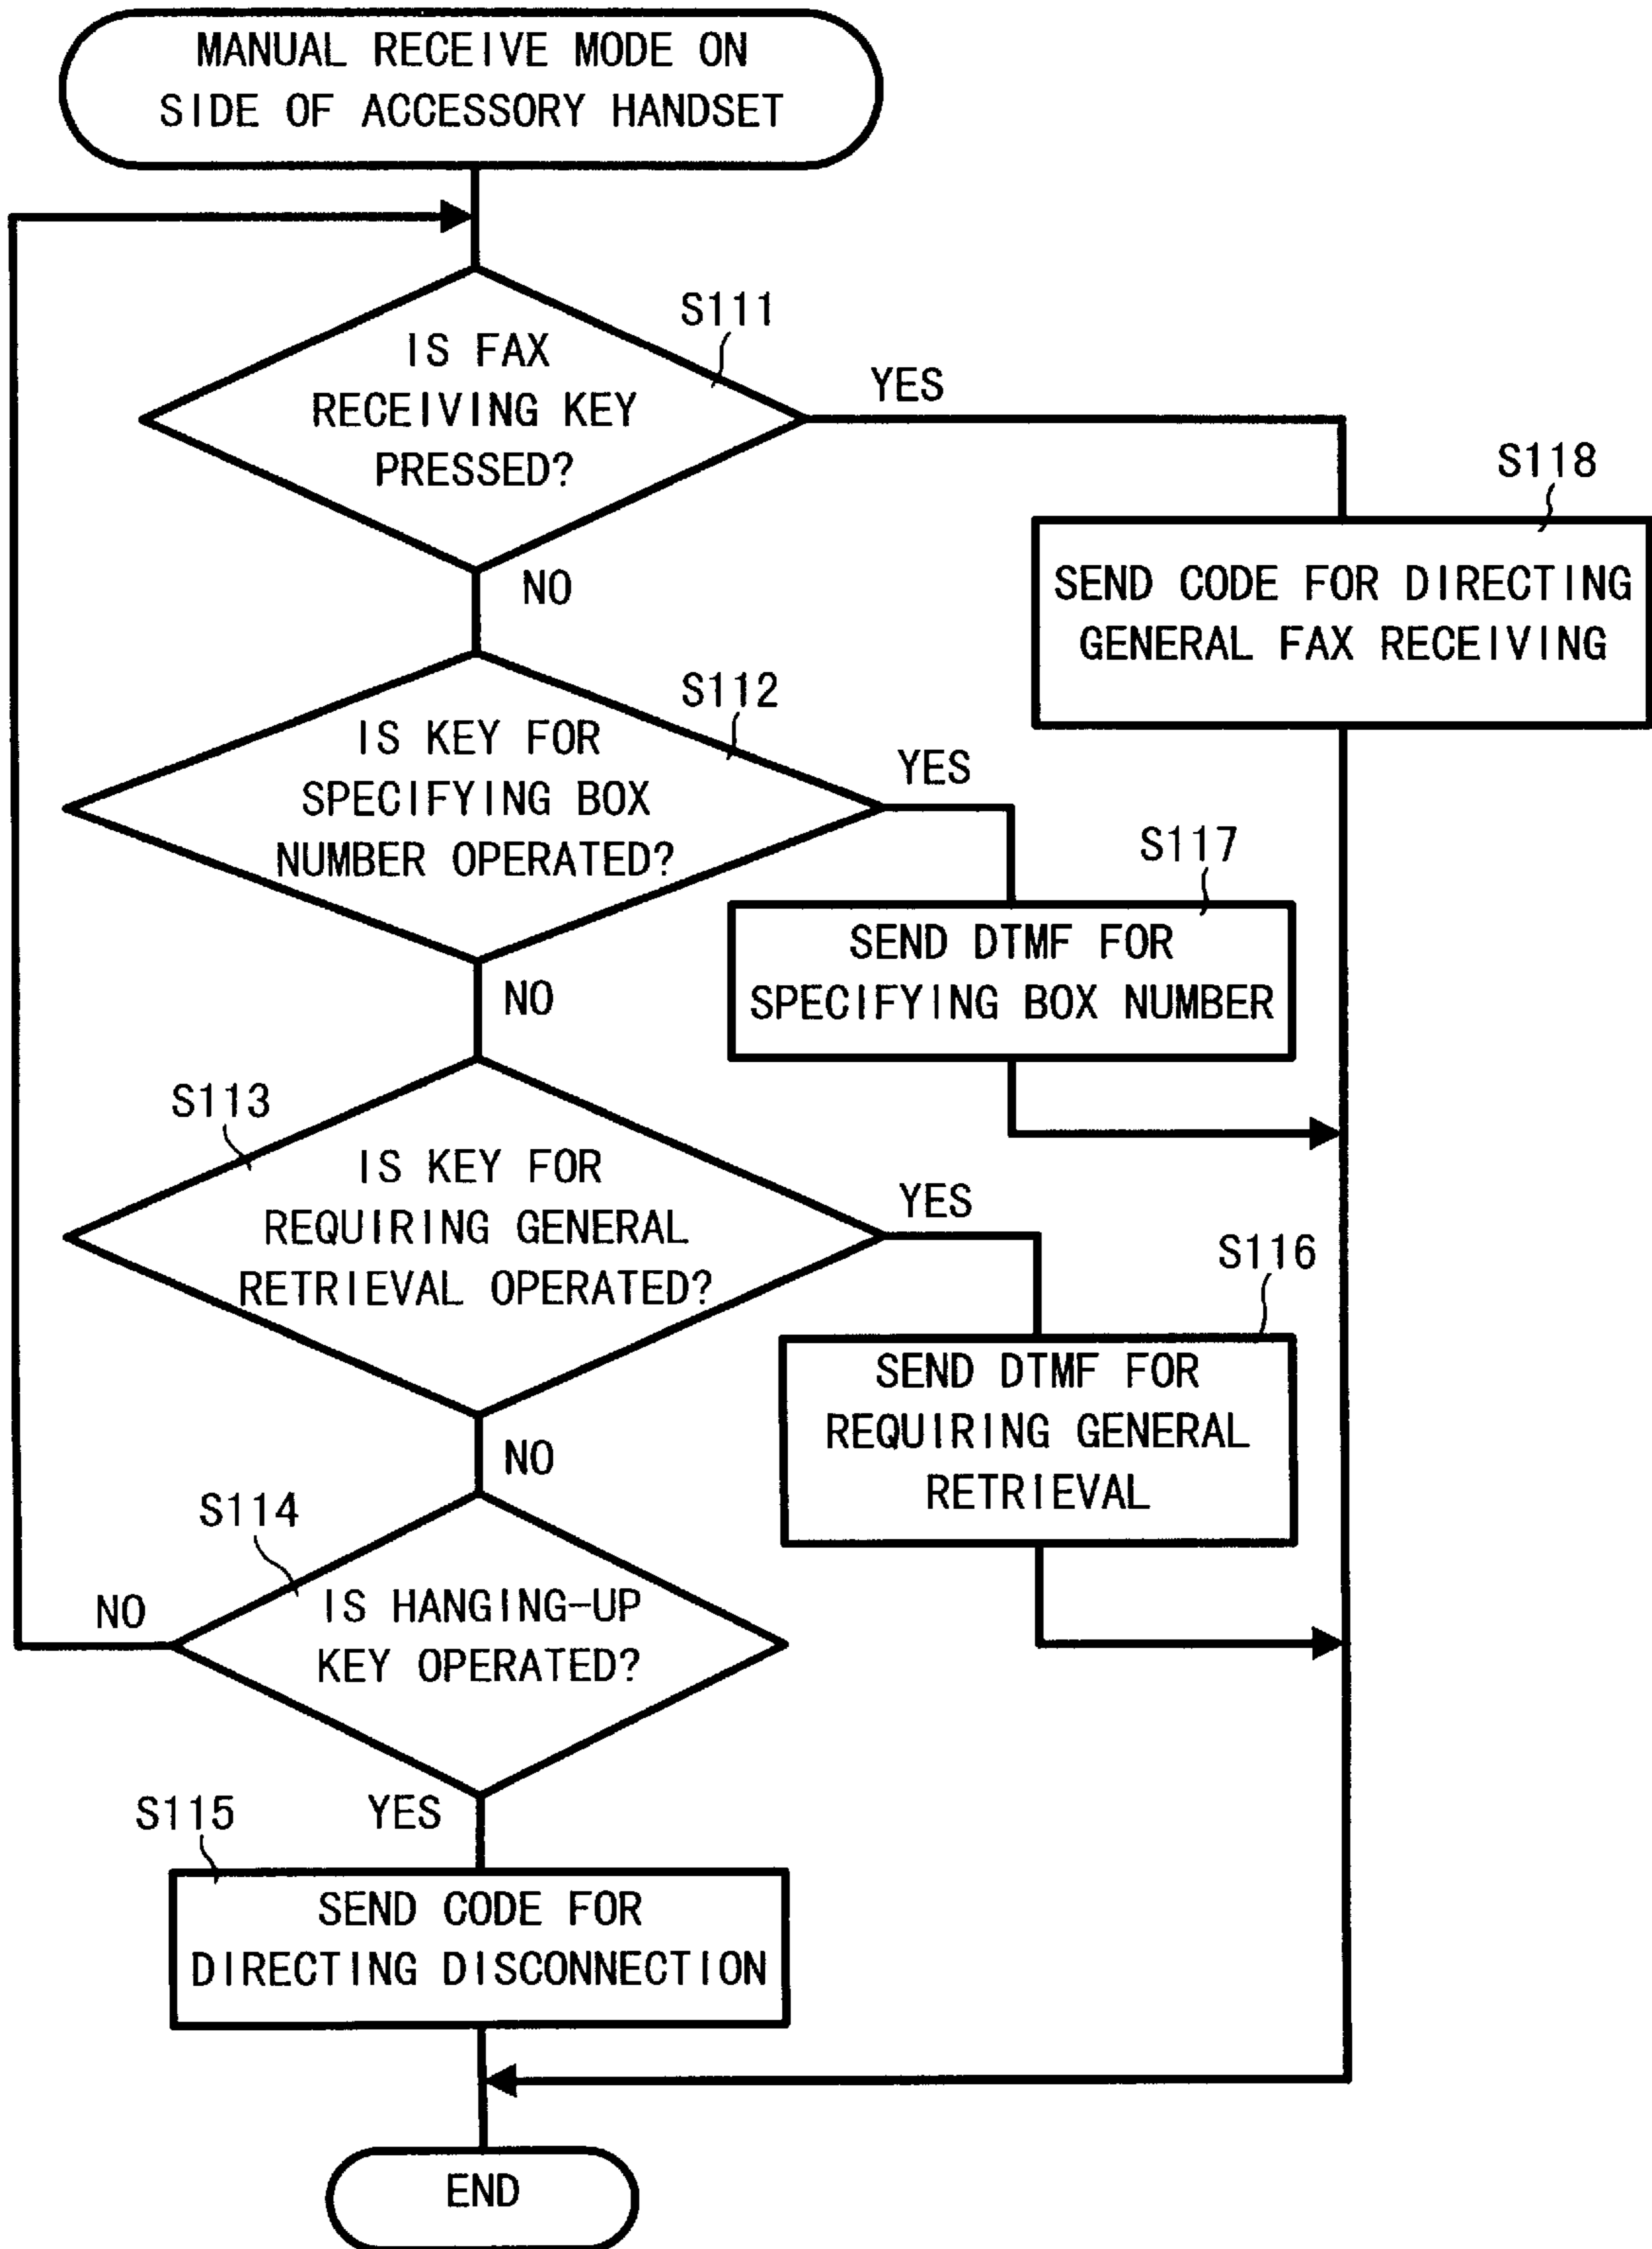 MANUAL RECEIVE MODE ON
SIDE OF ACCESSORY HANDSET
S111
IS FAX
RECEIVING KEY
PRESSED?
YES
NO
S118
SEND CODE FOR DIRECTING
GENERAL FAX RECEIVING
S112
IS KEY FOR
SPECIFYING BOX
NUMBER OPERATED?
YES
NO
S117
SEND DTMF FOR
SPECIFYING BOX NUMBER
S113
IS KEY FOR
REQUIRING GENERAL
RETRIEVAL OPERATED?
YES
NO
S116
SEND DTMF FOR
REQUIRING GENERAL
RETRIEVAL
S114
IS HANGING-UP
KEY OPERATED?
NO
YES
S115
SEND CODE FOR
DIRECTING DISCONNECTION
END